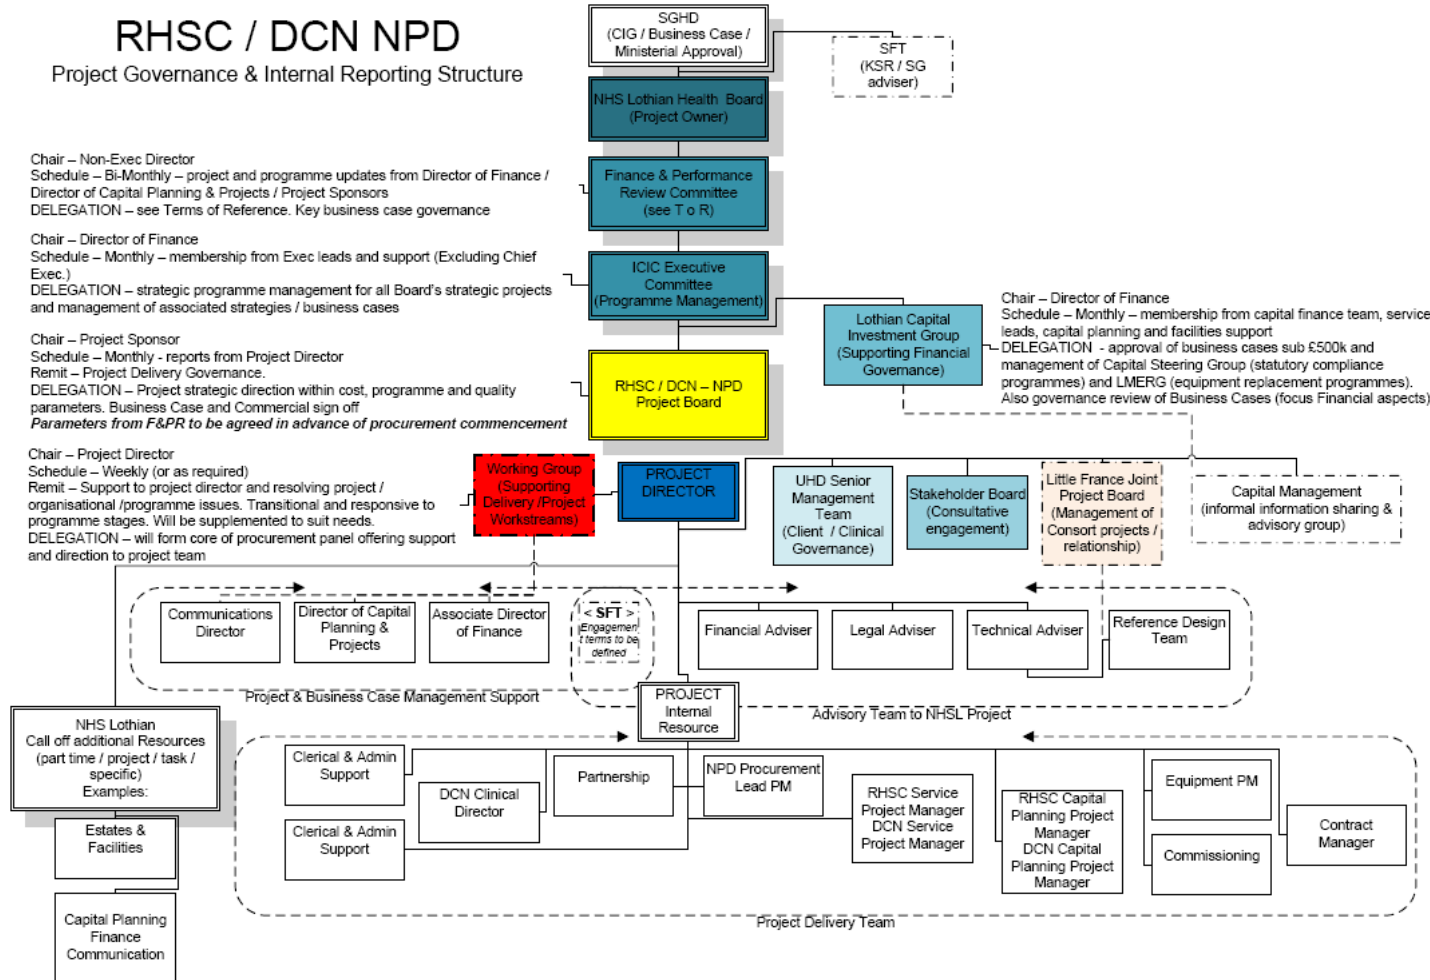 RHSC / DCN NPD
Project Governance & Internal Reporting Structure
SGHD
(CIG / Business Case /
Ministerial Approval)
SFT
(KSR / SG
adviser)
NHS Lothian Health Board
(Project Owner)
Chair – Non-Exec Director
Schedule – Bi-Monthly – project and programme updates from Director of Finance /
Director of Capital Planning & Projects / Project Sponsors
DELEGATION – see Terms of Reference. Key business case governance
Finance & Performance
Review Committee
(see T o R)
Chair – Director of Finance
Schedule – Monthly – membership from Exec leads and support (Excluding Chief
Exec.)
DELEGATION – strategic programme management for all Board's strategic projects
and management of associated strategies / business cases
ICIC Executive
Committee
(Programme Management)
Lothian Capital
Investment Group
(Supporting Financial
Governance)
Chair – Director of Finance
Schedule – Monthly – membership from capital finance team, service
leads, capital planning and facilities support
DELEGATION - approval of business cases sub £500k and
management of Capital Steering Group (statutory compliance
programmes) and LMERG (equipment replacement programmes).
Also governance review of Business Cases (focus Financial aspects)
Chair – Project Sponsor
Schedule – Monthly - reports from Project Director
Remit – Project Delivery Governance.
DELEGATION – Project strategic direction within cost, programme and quality
parameters. Business Case and Commercial sign off
Parameters from F&PR to be agreed in advance of procurement commencement
RHSC / DCN – NPD
Project Board
Chair – Project Director
Schedule – Weekly (or as required)
Remit – Support to project director and resolving project /
organisational /programme issues. Transitional and responsive to
programme stages. Will be supplemented to suit needs.
DELEGATION – will form core of procurement panel offering support
and direction to project team
Working Group
(Supporting
Delivery /Project
Workstreams)
PROJECT
DIRECTOR
UHD Senior
Management
Team
(Client / Clinical
Governance)
Stakeholder Board
(Consultative
engagement)
Little France Joint
Project Board
(Management of
Consort projects /
relationship)
Capital Management
(informal information sharing &
advisory group)
Communications
Director
Director of Capital
Planning &
Projects
Associate Director
of Finance
< SFT >
Engagemen
t terms to be
defined
Financial Adviser
Legal Adviser
Technical Adviser
Reference Design
Team
Project & Business Case Management Support
Advisory Team to NHSL Project
PROJECT
Internal
Resource
NHS Lothian
Call off additional Resources
(part time / project / task /
specific)
Examples:
Estates &
Facilities
Capital Planning
Finance
Communication
Clerical & Admin
Support
DCN Clinical
Director
Partnership
NPD Procurement
Lead PM
Clerical & Admin
Support
RHSC Service
Project Manager
DCN Service
Project Manager
RHSC Capital
Planning Project
Manager
DCN Capital
Planning Project
Manager
Equipment PM
Commissioning
Contract
Manager
Project Delivery Team